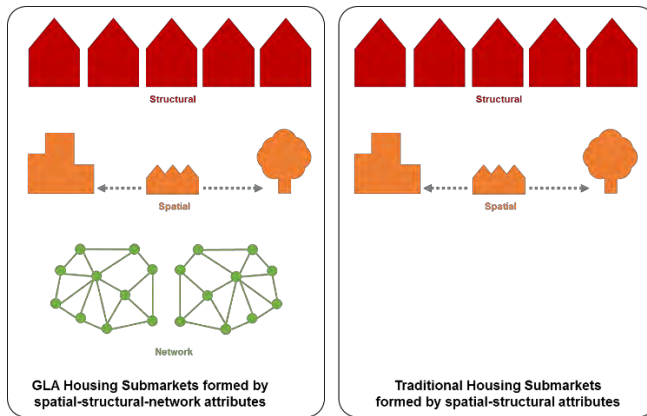 Structural
Spatial
Network
GLA Housing Submarkets formed by
spatial-structural-network attributes
Structural
Spatial
Traditional Housing Submarkets
formed by spatial-structural attributes